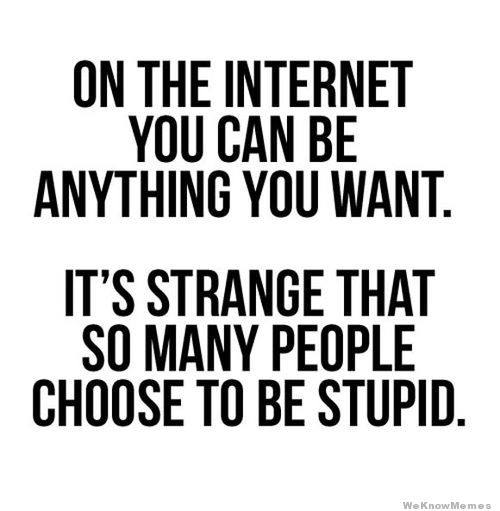 ON THE INTERNET
YOU CAN BE
ANYTHING YOU WANT.
IT'S STRANGE THAT
SO MANY PEOPLE
CHOOSE TO BE STUPID.
WeKnowMemes